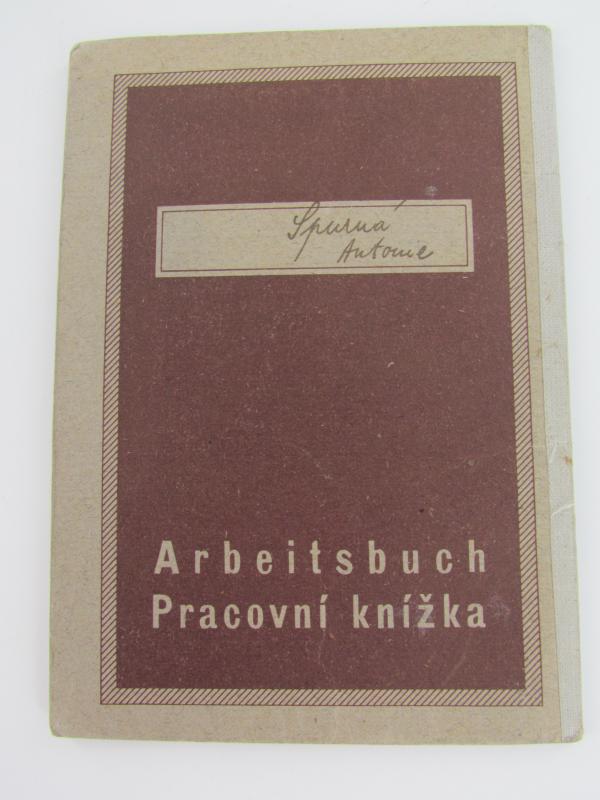 Spurná
Antonie
Arbeitsbuch
Pracovní knížka